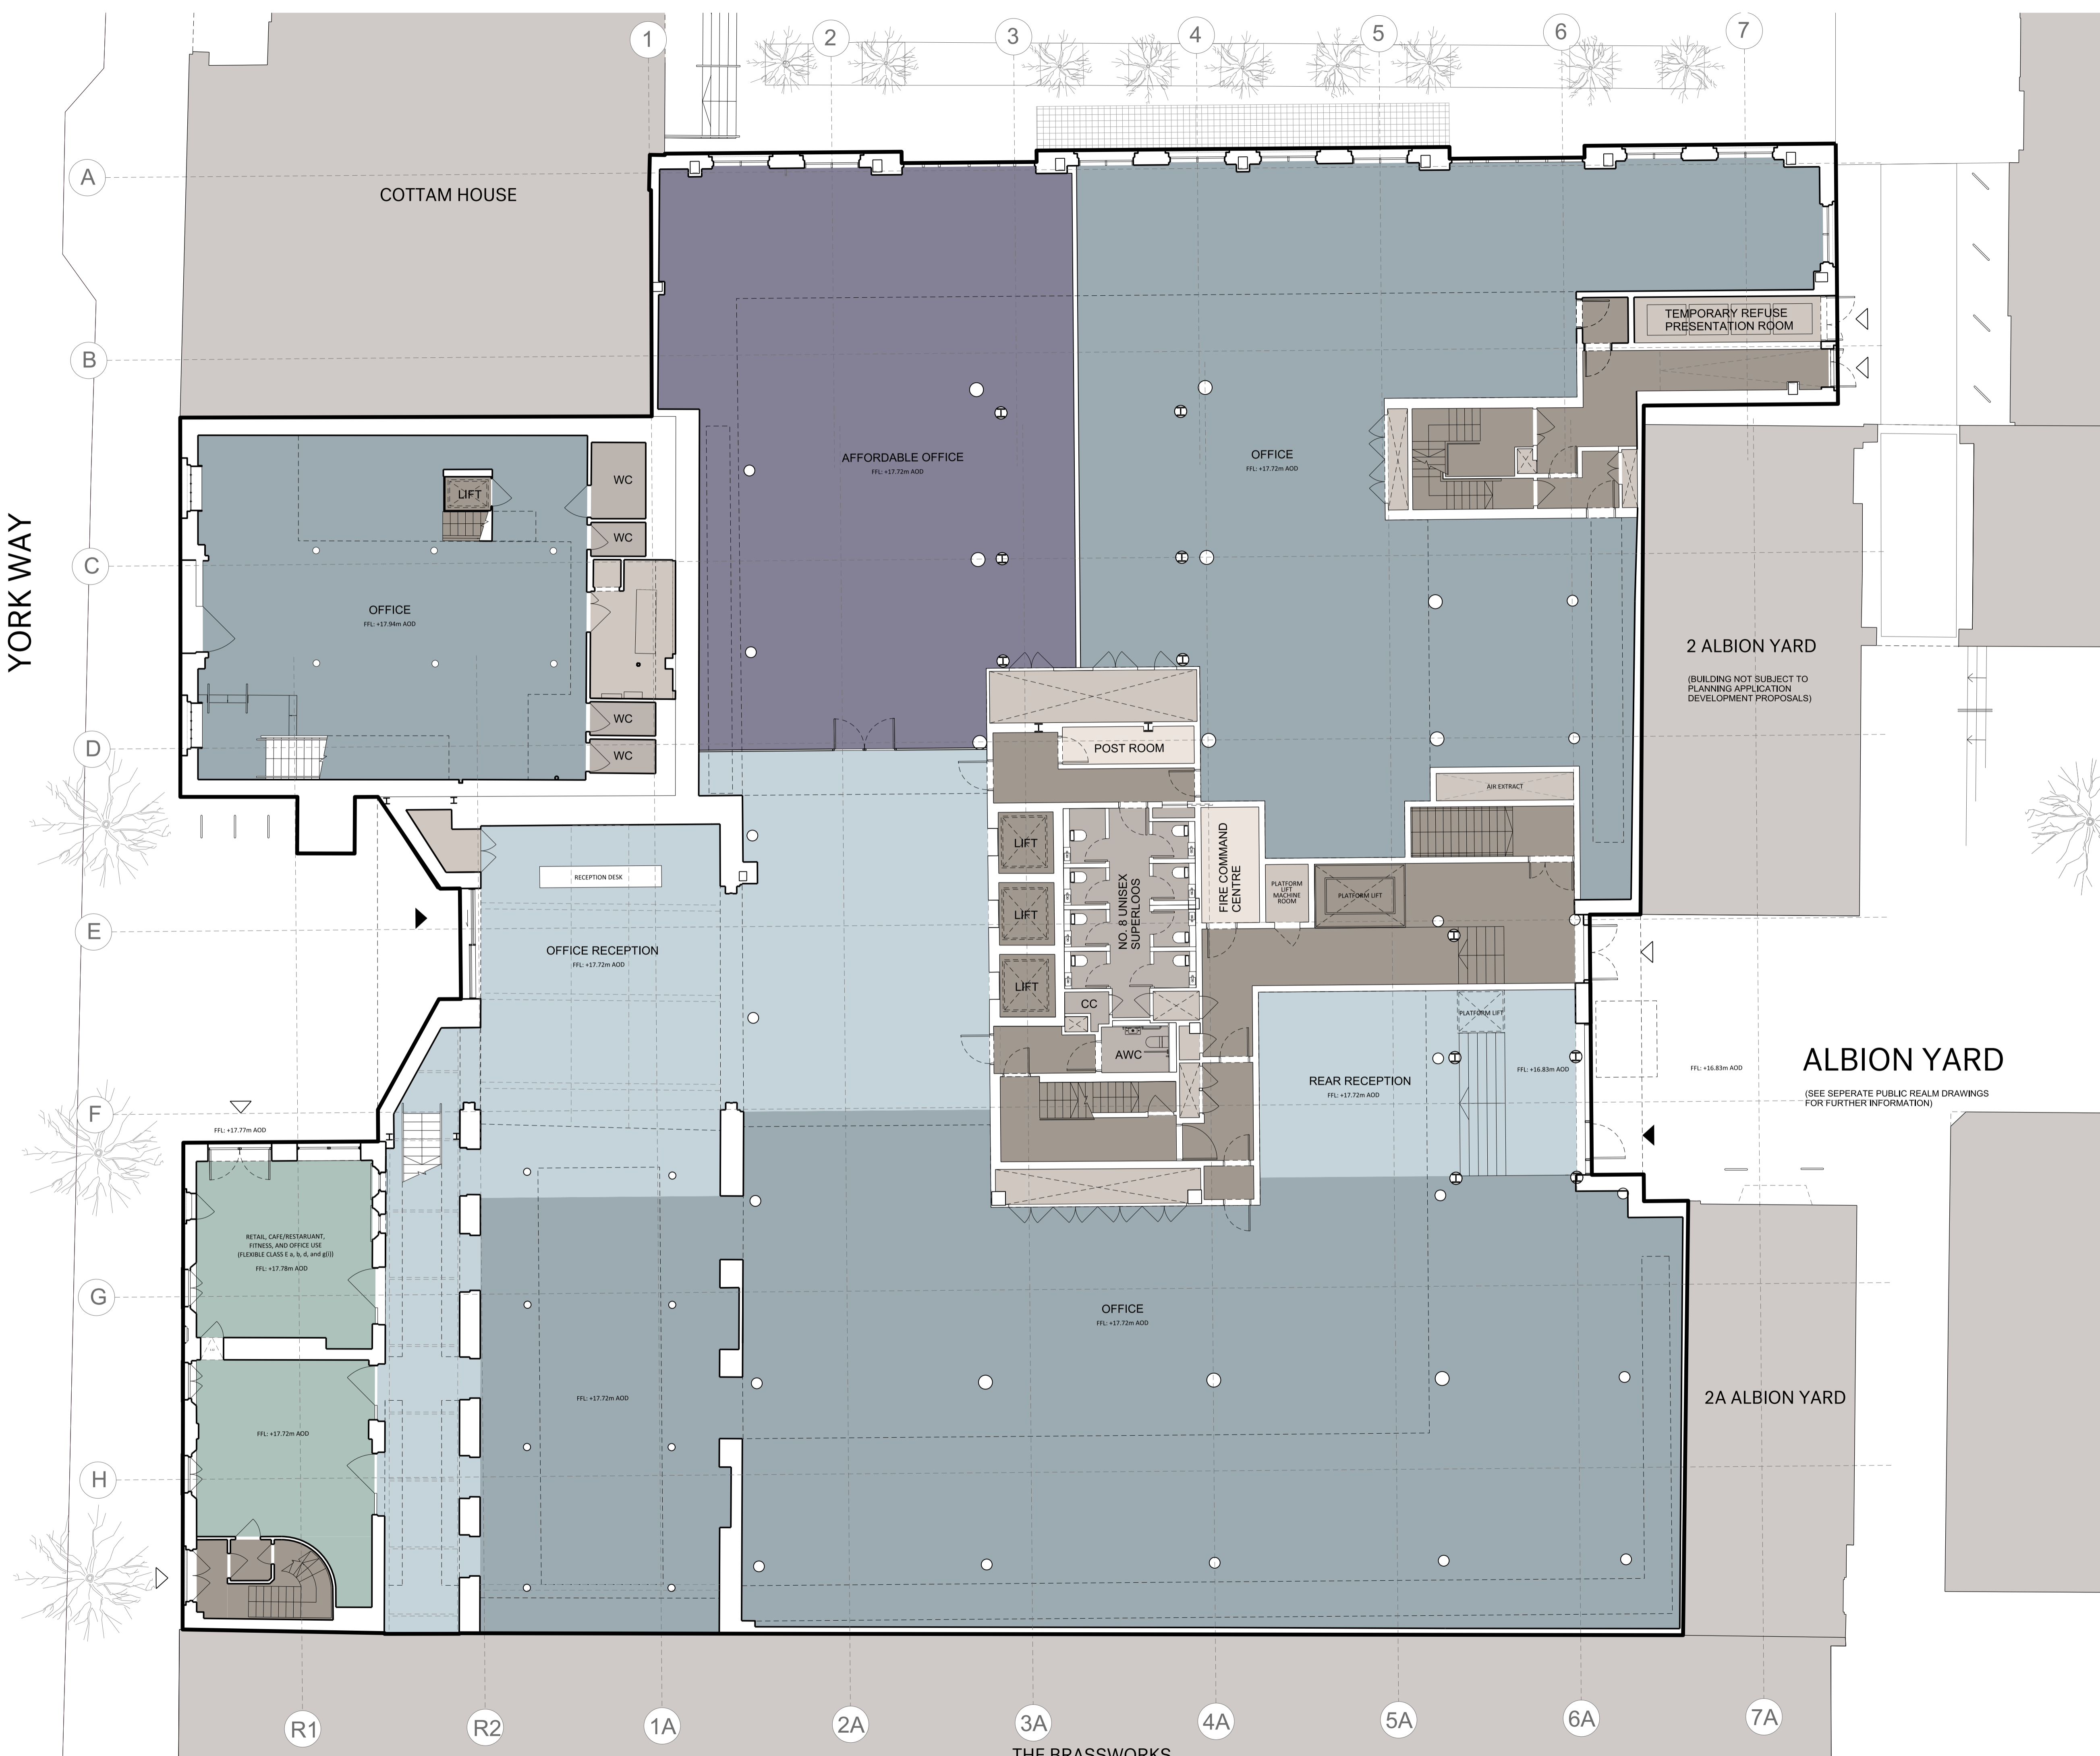 1
2
3
4
5
6
7
A
COTTAM HOUSE
TEMPORARY REFUSE
PRESENTATION ROOM
B
AFFORDABLE OFFICE
FFL: +17.72m AOD
OFFICE
FFL: +17.72m AOD
WC
LIFT
WC
YORK WAY
C
OFFICE
FFL: +17.94m AOD
2 ALBION YARD
(BUILDING NOT SUBJECT TO
PLANNING APPLICATION
DEVELOPMENT PROPOSALS)
WC
D
WC
POST ROOM
AIR EXTRACT
LIFT
RECEPTION DESK
FIRE COMMAND
CENTRE
NO. 8 UNISEX
SUPERLOOS
PLATFORM
LIFT
MACHINE
ROOM
PLATFORM LIFT
LIFT
E
OFFICE RECEPTION
FFL: +17.72m AOD
LIFT
CC
PLATFORM LIFT
AWC
REAR RECEPTION
FFL: +17.72m AOD
FFL: +16.83m AOD
FFL: +16.83m AOD
ALBION YARD
(SEE SEPERATE PUBLIC REALM DRAWINGS
FOR FURTHER INFORMATION)
F
FFL: +17.77m AOD
RETAIL, CAFE/RESTARUANT,
FITNESS, AND OFFICE USE
(FLEXIBLE CLASS E a, b, d, and g(i))
FFL: +17.78m AOD
G
OFFICE
FFL: +17.72m AOD
FFL: +17.72m AOD
2A ALBION YARD
FFL: +17.72m AOD
H
R1
R2
1A
2A
3A
4A
5A
6A
7A
THE BRASSWORKS